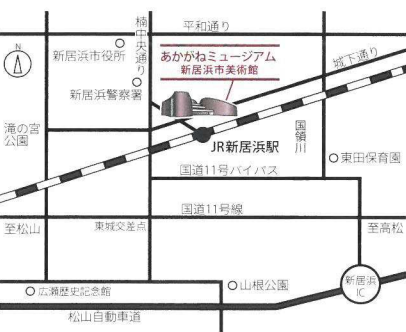 平和通り
楠中央通り
新居浜市役所
N
新居浜警察署
あかがねミュージアム
新居浜市美術館
城下通り
滝の宮
公園
JR新居浜駅
国領川
東田保育園
国道11号バイパス
国道11号線
至松山
東城交差点
至高松
新居浜
IC
広瀬歴史記念館
山根公園
松山自動車道